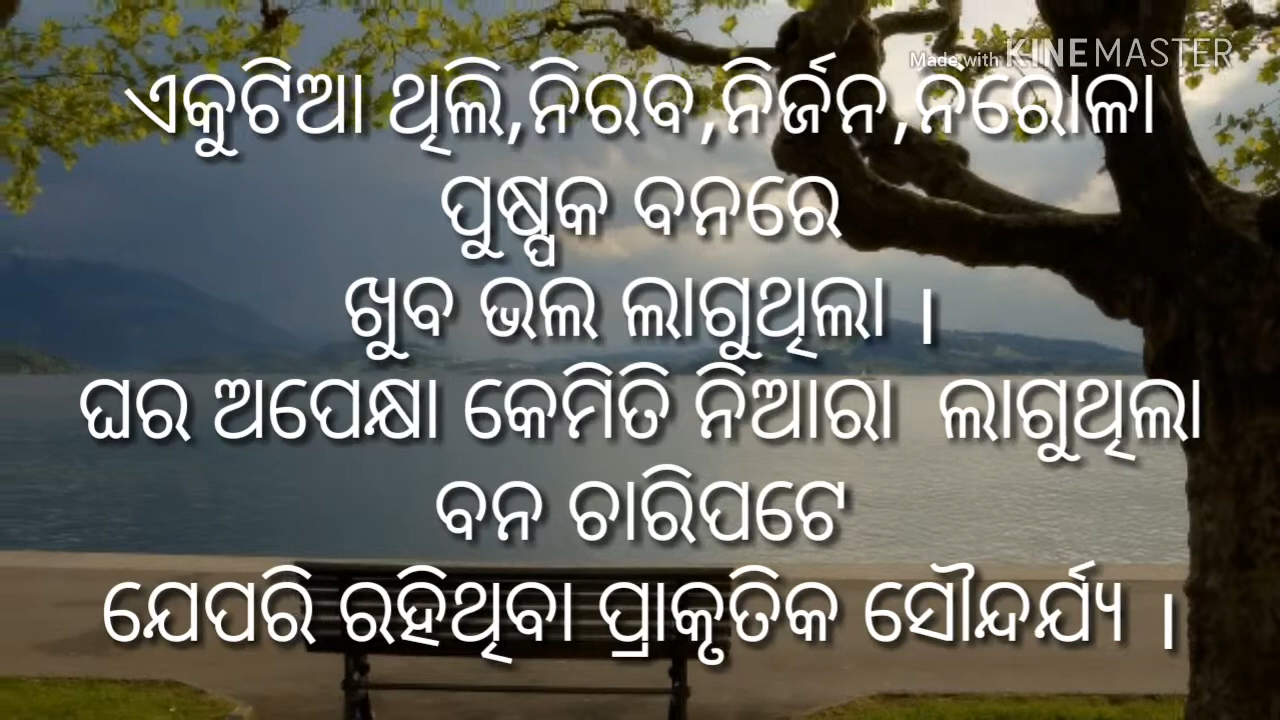 Made with KINEMASTER
ଏକୁଟିଆ ଥିଲି,ନିରବ,ନିର୍ଜନ,ନିରୋଳା
ପୁଷ୍ପକ ବନରେ
ଖୁବ ଭଲ ଲାଗୁଥିଲା ।
ଘର ଅପେକ୍ଷା କେମିତି ନିଆରା ଲାଗୁଥିଲା
ବନ ଚାରିପଟେ
ଯେପରି ରହିଥିବା ପ୍ରାକୃତିକ ସୌନ୍ଦର୍ଯ୍ୟ ।